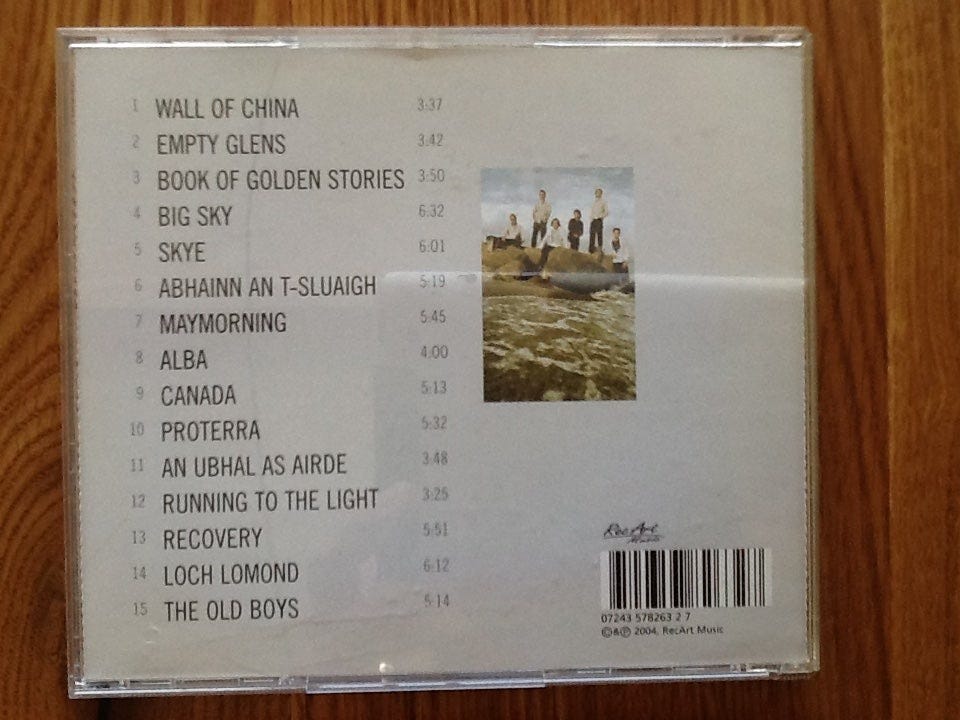 1 WALL OF CHINA 3:37
2 EMPTY GLENS 3:42
3 BOOK OF GOLDEN STORIES 3:50
4 BIG SKY 6:32
5 SKYE 6:01
6 ABHAINN AN T-SLUAIGH 5:19
7 MAYMORNING 5:45
8 ALBA 4:00
9 CANADA 5:13
10 PROTERRA 5:32
11 AN UBHAL AS AIRDE 3:48
12 RUNNING TO THE LIGHT 3:25
13 RECOVERY 5:51
14 LOCH LOMOND 6:12
15 THE OLD BOYS 5:14
RecArt
Music
07243 578263 2 7
©&℗ 2004, RecArt Music